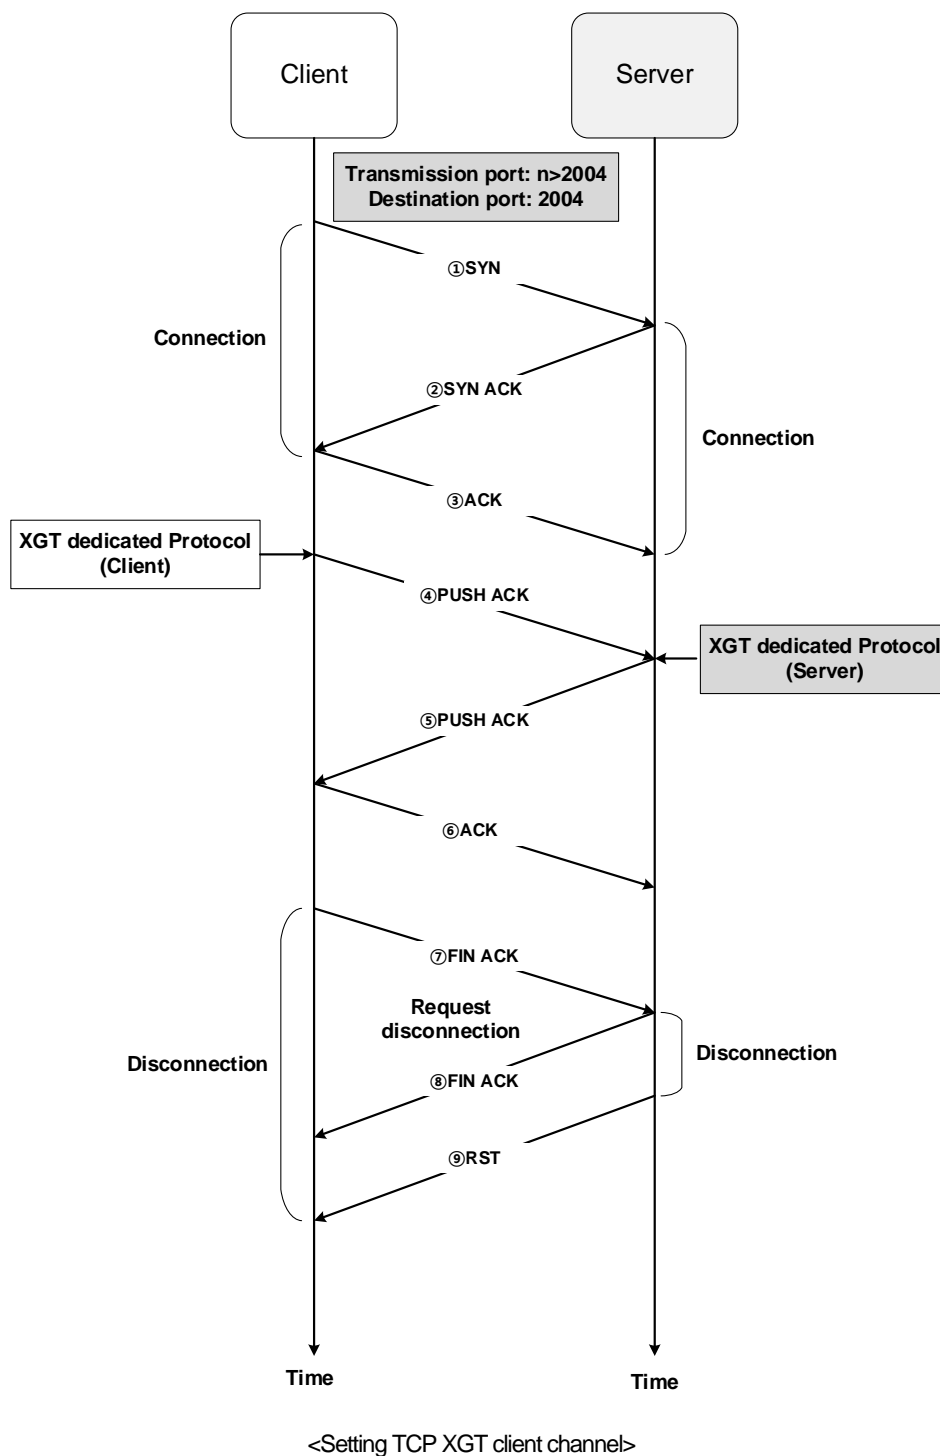 Client
Server
Transmission port: n>2004
Destination port: 2004
①SYN
Connection
②SYN ACK
Connection
③ACK
XGT dedicated Protocol
(Client)
④PUSH ACK
XGT dedicated Protocol
(Server)
⑤PUSH ACK
⑥ACK
⑦FIN ACK
Request
disconnection
Disconnection
Disconnection
⑧FIN ACK
⑨RST
Time
Time
<Setting TCP XGT client channel>